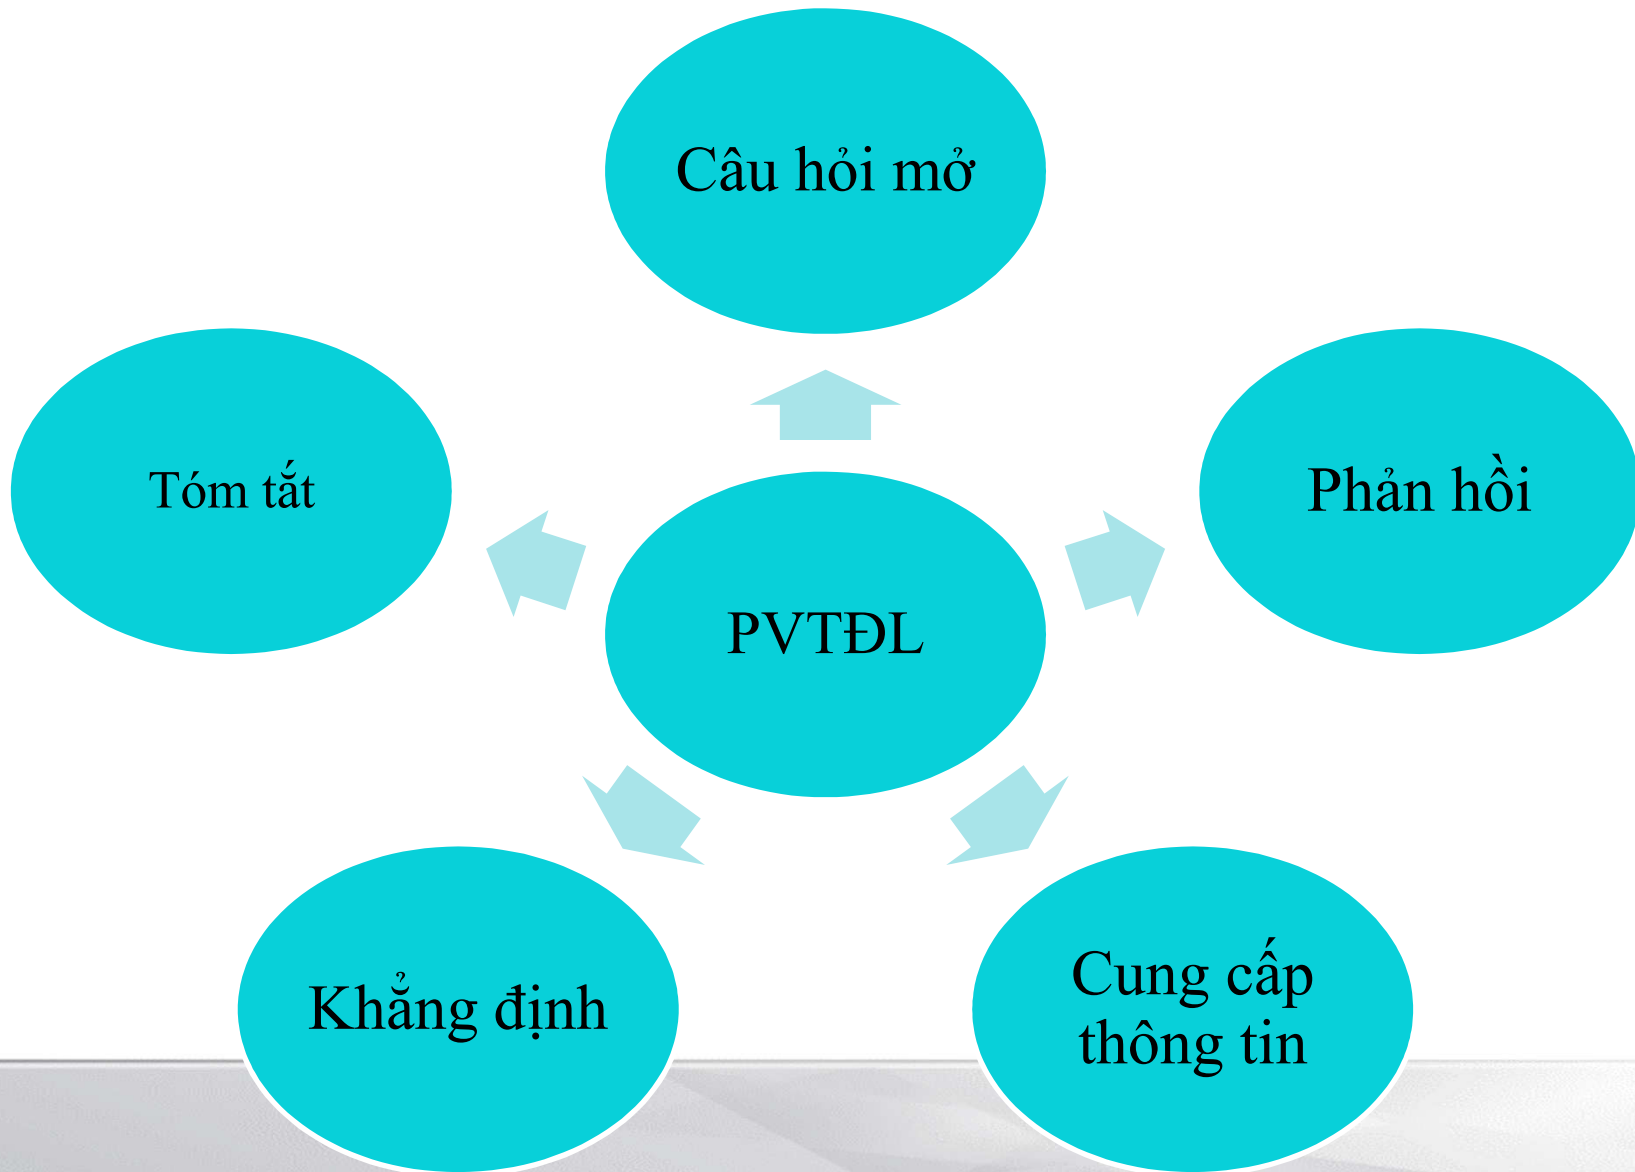 Câu hỏi mở
Tóm tắt
Phản hồi
PVTĐL
Khẳng định
Cung cấp
thông tin